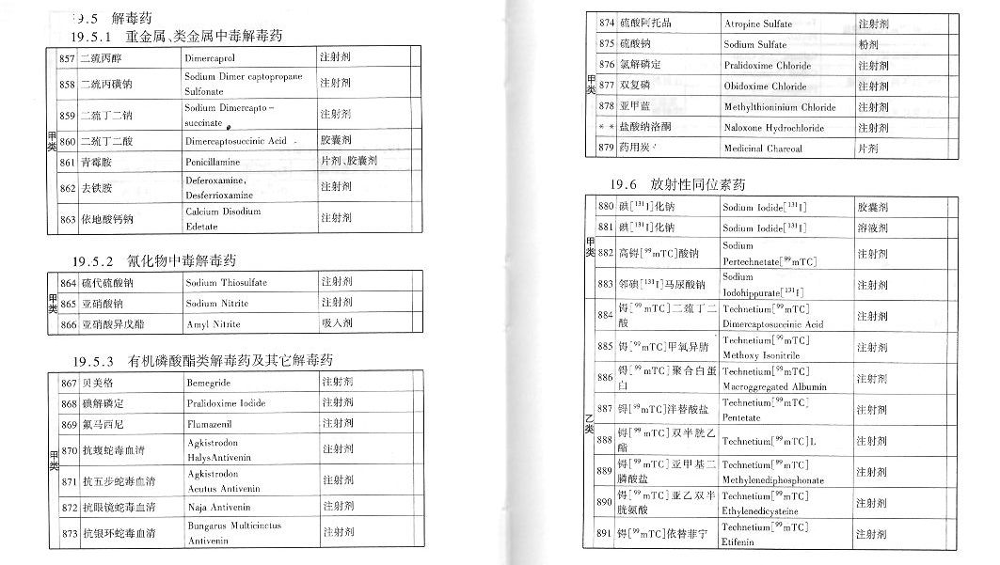 19.5 解毒药
19.5.1 重金属、类金属中毒解毒药
甲类
857 二巯丙醇 Dimercaprol 注射剂
858 二巯丙磺钠 Sodium Dimer captopropane 注射剂
Sulfonate
859 二巯丁二钠 Sodium Dimercapto- 注射剂
succinate
860 二巯丁二酸 Dimercaptosuccinic Acid 胶囊剂
861 青霉胺 Penicillamine 片剂、胶囊剂
862 去铁胺 Deferoxamine, 注射剂
Desferrioxamine
863 依地酸钙钠 Calcium Disodium 注射剂
Edetate
19.5.2 氰化物中毒解毒药
甲类
864 硫代硫酸钠 Sodium Thiosulfate 注射剂
865 亚硝酸钠 Sodium Nitrite 注射剂
866 亚硝酸异戊酯 Amyl Nitrite 吸入剂
19.5.3 有机磷酸酯类解毒药及其它解毒药
甲类
867 贝美格 Bemegride 注射剂
868 碘解磷定 Pralidoxime Iodide 注射剂
869 氟马西尼 Flumazenil 注射剂
870 抗蝮蛇毒血清 Agkistrodon 注射剂
HalysAntivenin
871 抗五步蛇毒血清 Agkistrodon 注射剂
Acutus Antivenin
872 抗眼镜蛇毒血清 Naja Antivenin 注射剂
873 抗银环蛇毒血清 Bungarus Multicinctus 注射剂
Antivenin
甲类
874 硫酸阿托品 Atropine Sulfate 注射剂
875 硫酸钠 Sodium Sulfate 粉剂
876 氯解磷定 Pralidoxime Chloride 注射剂
877 双复磷 Obidoxime Chloride 注射剂
878 亚甲蓝 Methylthioninium Chloride 注射剂
** 盐酸纳洛酮 Naloxone Hydrochloride 注射剂
879 药用炭 Medicinal Charcoal 片剂
19.6 放射性同位素药
甲类
880 碘[¹³¹I]化钠 Sodium Iodide[¹³¹I] 胶囊剂
881 碘[¹³¹I]化钠 Sodium Iodide[¹³¹I] 溶液剂
882 高锝[⁹⁹mTC]酸钠 Sodium 注射剂
Pertechnetate[⁹⁹mTC]
883 邻碘[¹³¹I]马尿酸钠 Sodium 注射剂
Iodohippurate[¹³¹I]
乙类
884 锝[⁹⁹mTC]二巯丁二 Technetium[⁹⁹mTC] 注射剂
酸 Dimercaptosuccinic Acid
885 锝[⁹⁹mTC]甲氧异腈 Technetium[⁹⁹mTC] 注射剂
Methoxy Isonitrile
886 锝[⁹⁹mTC]聚合白蛋 Technetium[⁹⁹mTC] 注射剂
白 Macroggregated Albumin
887 锝[⁹⁹mTC]泮替酸盐 Technetium[⁹⁹mTC] 注射剂
Pentetate
888 锝[⁹⁹mTC]双半胱乙 Technetium[⁹⁹mTC]L 注射剂
酯
889 锝[⁹⁹mTC]亚甲基二 Technetium[⁹⁹mTC] 注射剂
膦酸盐 Methylenediphosphonate
890 锝[⁹⁹mTC]亚乙双半 Technetium[⁹⁹mTC] 注射剂
胱氨酸 Ethylenedicysteine
891 锝[⁹⁹mTC]依替菲宁 Technetium[⁹⁹mTC] 注射剂
Etifenin